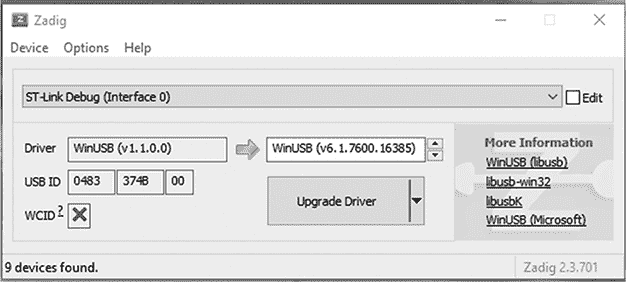 Zadig
Device Options Help
ST-Link Debug (Interface 0)
Edit
Driver WinUSB (v1.1.0.0) WinUSB (v6.1.7600.16385)
USB ID 0483 374B 00
WCID ?
Upgrade Driver
More Information
WinUSB (libusb)
libusb-win32
libusbK
WinUSB (Microsoft)
9 devices found.
Zadig 2.3.701